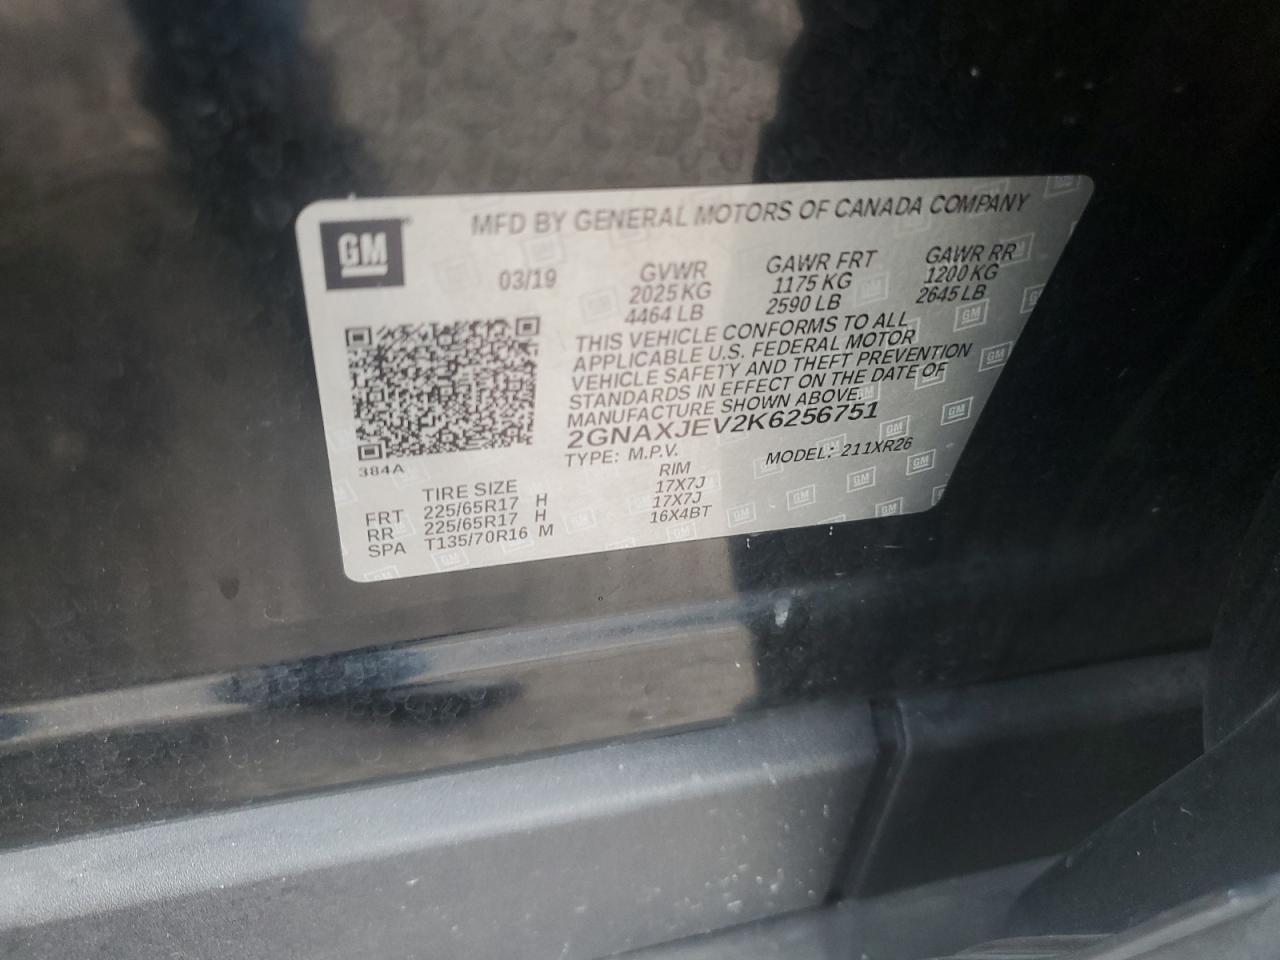 GM
MFD BY GENERAL MOTORS OF CANADA COMPANY
03/19
GVWR GAWR FRT GAWR RR
2025 KG 1175 KG 1200 KG
4464 LB 2590 LB 2645 LB
THIS VEHICLE CONFORMS TO ALL
APPLICABLE U.S. FEDERAL MOTOR
VEHICLE SAFETY AND THEFT PREVENTION
STANDARDS IN EFFECT ON THE DATE OF
MANUFACTURE SHOWN ABOVE.
2GNAXJEV2K6256751
TYPE: M.P.V. MODEL: 211XR26
384A
TIRE SIZE RIM
FRT 225/65R17 H 17X7J
RR 225/65R17 H 17X7J
SPA T135/70R16 M 16X4BT